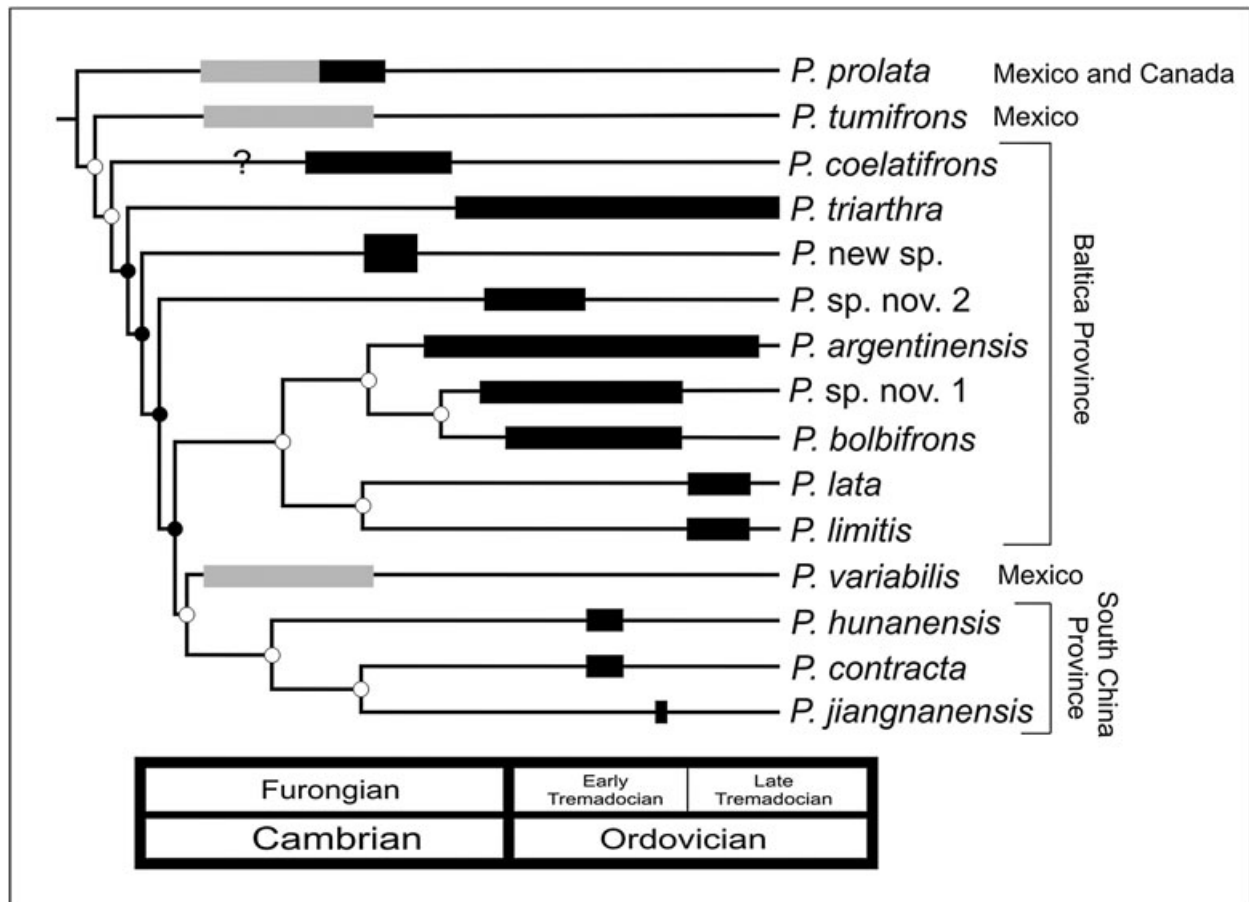 P. prolata Mexico and Canada
P. tumifrons Mexico
?
P. coelatifrons
P. triarthra
P. new sp.
P. sp. nov. 2
P. argentinensis
P. sp. nov. 1
P. bolbifrons
P. lata
P. limitis
Baltica Province
P. variabilis Mexico
P. hunanensis
P. contracta
P. jiangnanensis
South China
Province
Furongian
Early
Tremadocian
Late
Tremadocian
Cambrian
Ordovician